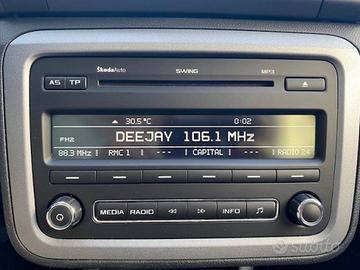 ŠkodaAuto SWING MP3
AS TP
30.5°C 0:02
FM2 DEEJAY 106.1 MHz
88.3 MHz | RMC 1 | --- | CAPITAL | --- | RADIO 24
MEDIA RADIO INFO
Subito